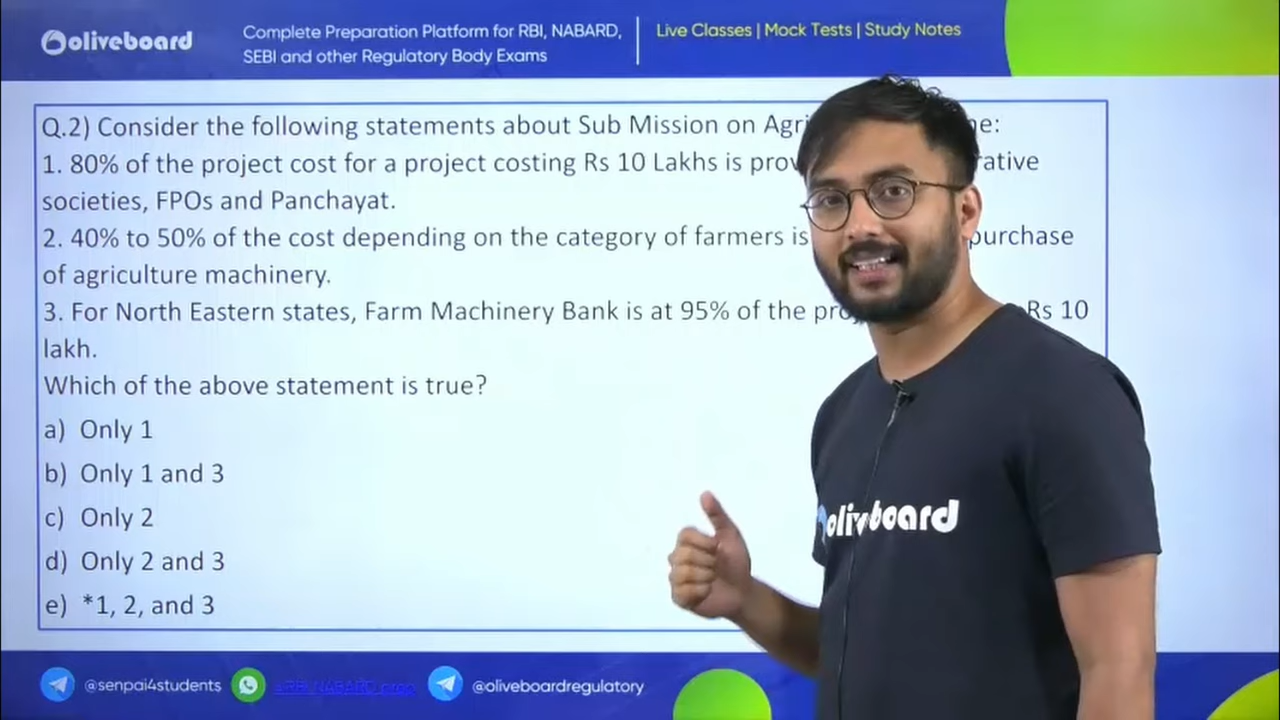 oliveboard
Complete Preparation Platform for RBI, NABARD,
SEBI and other Regulatory Body Exams
Live Classes | Mock Tests | Study Notes
Q.2) Consider the following statements about Sub Mission on
1. 80% of the project cost for a project costing Rs 10 Lakhs is
societies, FPOs and Panchayat.
2. 40% to 50% of the cost depending on the category of farmers is purchase
of agriculture machinery.
3. For North Eastern states, Farm Machinery Bank is at 95% of the Rs 10
lakh.
Which of the above statement is true?
a) Only 1
b) Only 1 and 3
c) Only 2
d) Only 2 and 3
e) *1, 2, and 3
oliveboard
@senpai4students
@oliveboardregulatory